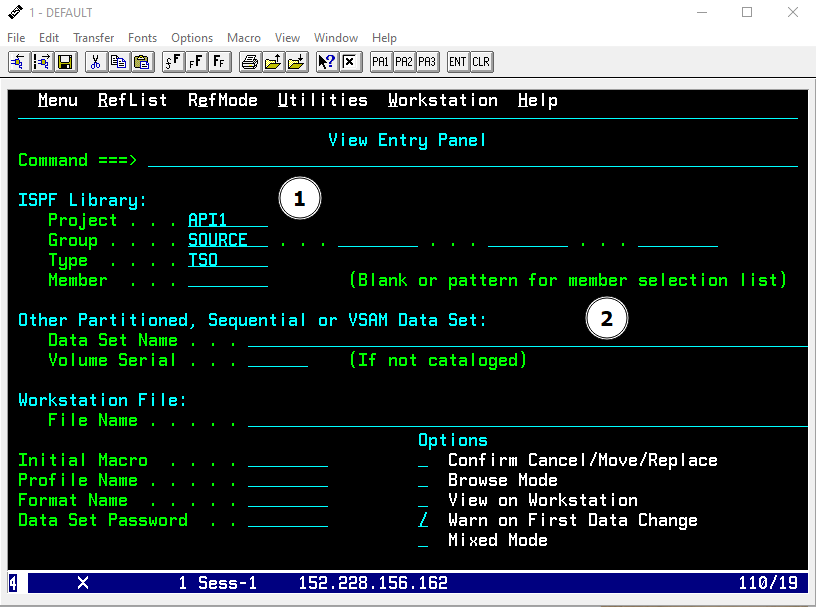 1 - DEFAULT
File Edit Transfer Fonts Options Macro View Window Help
PA1 PA2 PA3 ENT CLR
Menu RefList RefMode Utilities Workstation Help
View Entry Panel
Command ===>
ISPF Library:
1
Project . . . API1
Group . . . . SOURCE . . . . . . . . .
Type . . . . TSO
Member . . . (Blank or pattern for member selection list)
Other Partitioned, Sequential or VSAM Data Set:
2
Data Set Name . . .
Volume Serial . . . (If not cataloged)
Workstation File:
File Name . . . . .
Options
Initial Macro . . . . _ Confirm Cancel/Move/Replace
Profile Name . . . . _ Browse Mode
Format Name . . . . . _ View on Workstation
Data Set Password . . / Warn on First Data Change
_ Mixed Mode
4 X 1 Sess-1 152.228.156.162 110/19